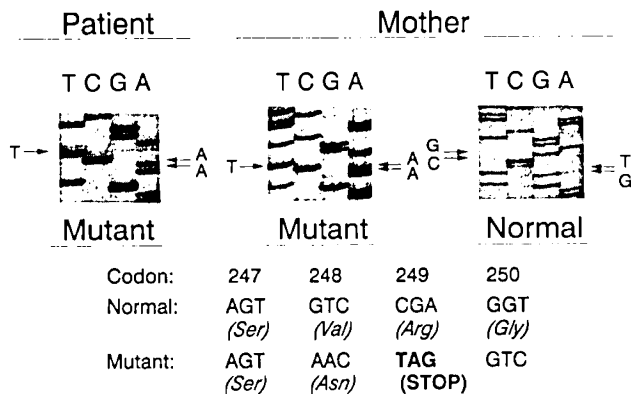 Patient Mother
T C G A T C G A T C G A
T A A T A A G C T G
Mutant Mutant Normal
Codon: 247 248 249 250
Normal: AGT GTC CGA GGT
(Ser) (Val) (Arg) (Gly)
Mutant: AGT AAC TAG GTC
(Ser) (Asn) (STOP)